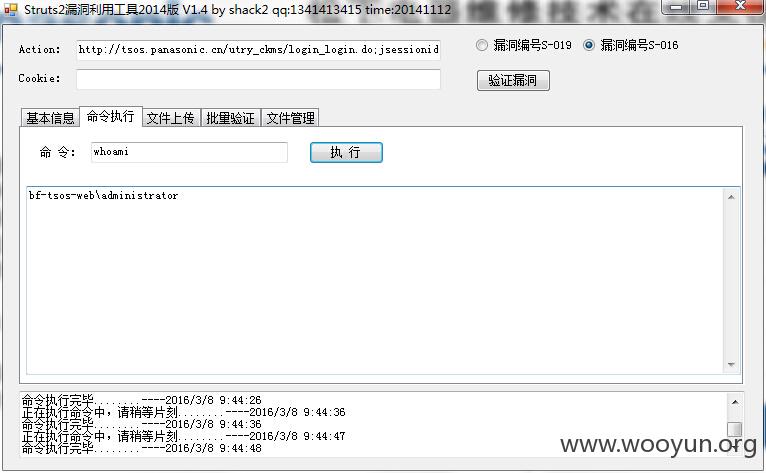 Struts2漏洞利用工具2014版 V1.4 by shack2 qq:1341413415 time:20141112
Action: http://tsos.panasonic.cn/utry_ckms/login_login.do;jsessionid
漏洞编号S-019 漏洞编号S-016
Cookie: 验证漏洞
基本信息 命令执行 文件上传 批量验证 文件管理
命 令: whoami 执 行
bf-tsos-web\administrator
命令执行完毕........----2016/3/8 9:44:26
正在执行命令中，请稍等片刻........----2016/3/8 9:44:36
命令执行完毕........----2016/3/8 9:44:36
正在执行命令中，请稍等片刻........----2016/3/8 9:44:47
命令执行完毕........----2016/3/8 9:44:48
www.wooyun.org